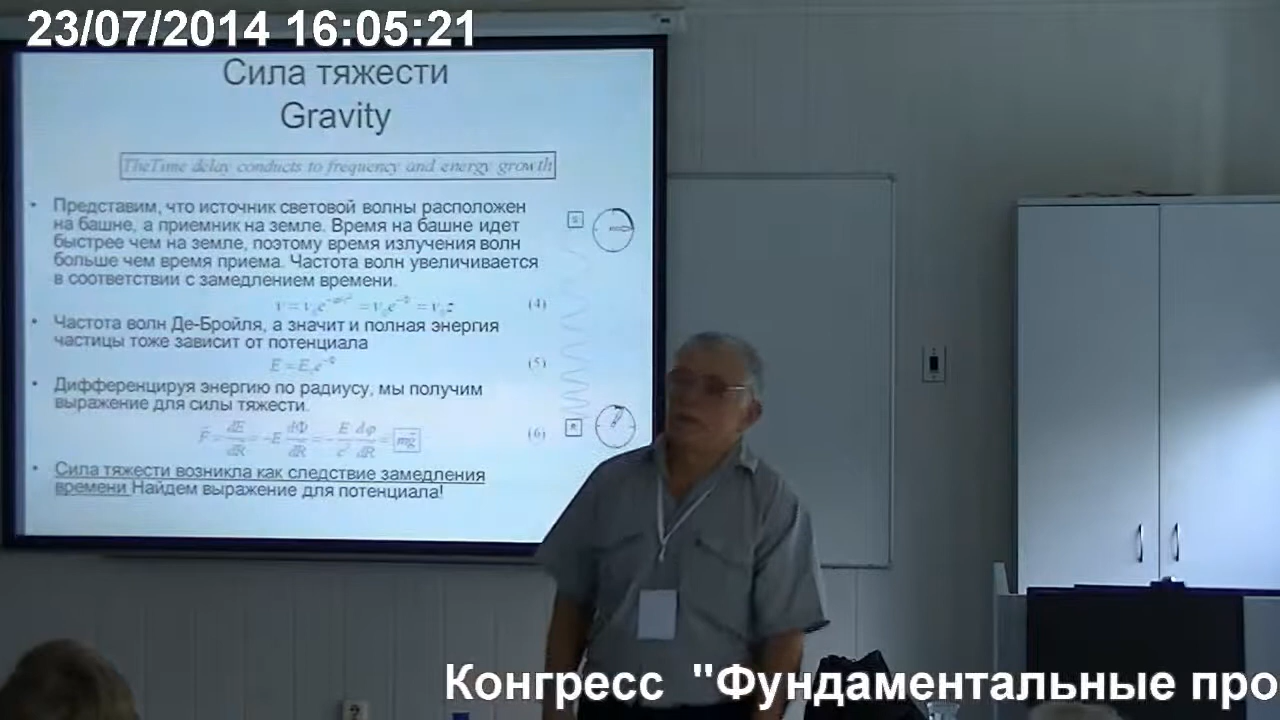 23/07/2014 16:05:21
Сила тяжести
Gravity
TheTime delay conducts to frequency and energy growth
• Представим, что источник световой волны расположен
на башне, а приемник на земле. Время на башне идет
быстрее чем на земле, поэтому время излучения волн
больше чем время приема. Частота волн увеличивается
в соответствии с замедлением времени.
(4)
• Частота волн Де-Бройля, а значит и полная энергия
частицы тоже зависит от потенциала
(5)
• Дифференцируя энергию по радиусу, мы получим
выражение для силы тяжести.
(6)
• Сила тяжести возникла как следствие замедления
времени Найдем выражение для потенциала!
Конгресс "Фундаментальные про